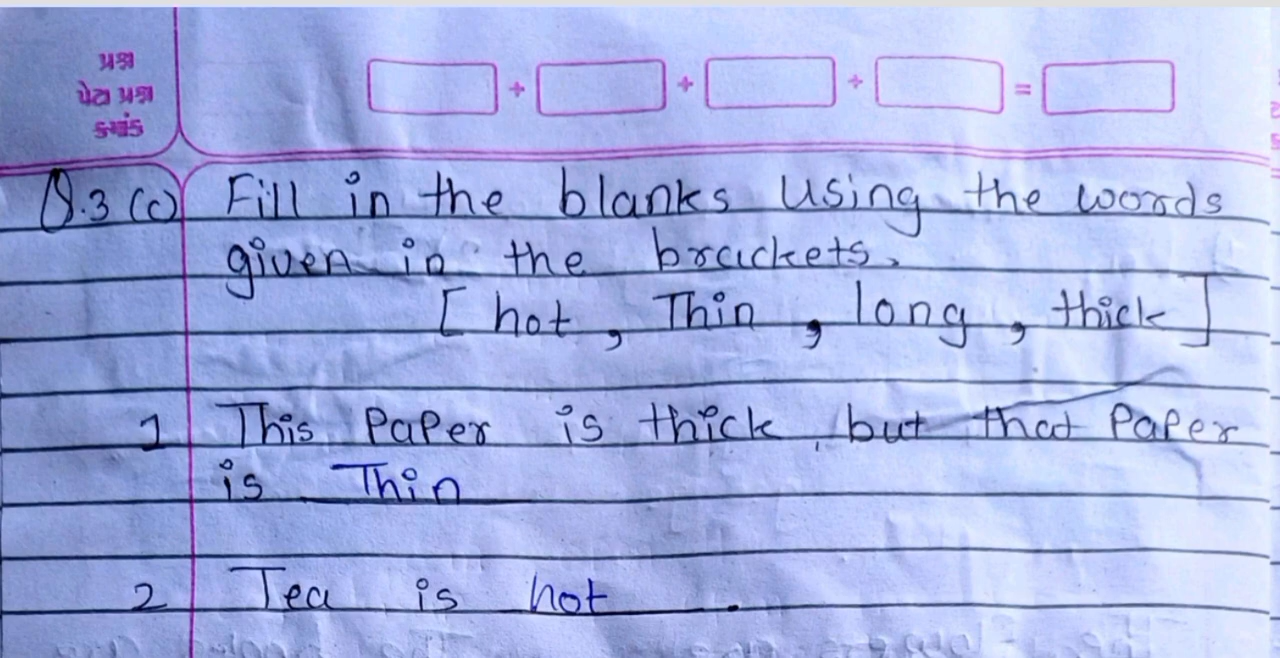 પ્રશ્ન
પેટા પ્રશ્ન
ક્રમાંક
+ + + =
Q.3 (c) Fill in the blanks using the words
given in the brackets.
[ hot , Thin , long , thick ]
1 This Paper is thick, but that Paper
is Thin
2 Tea is hot .